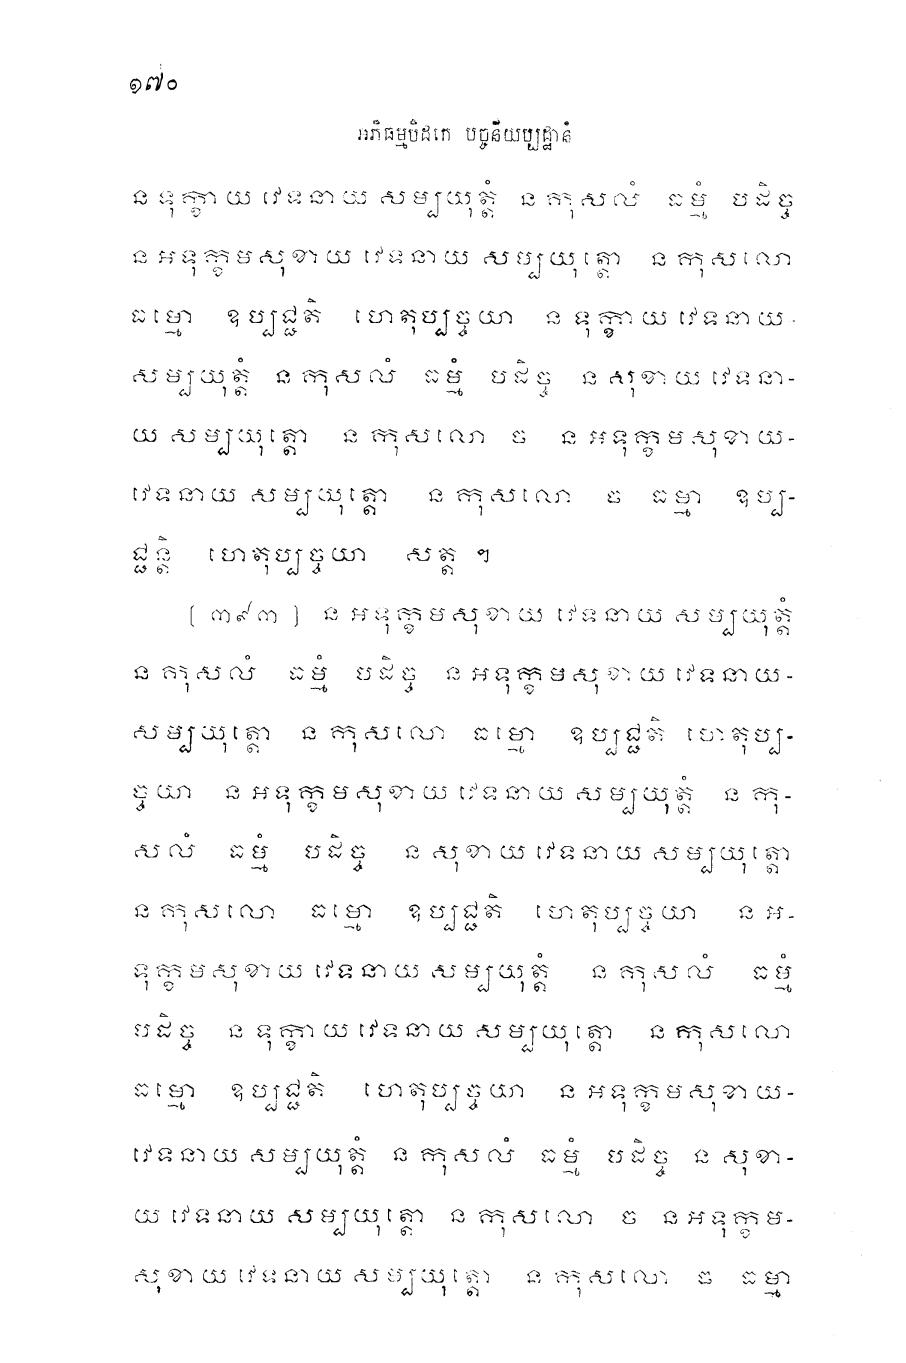 ១៧០
អភិធម្មបិដកេ បច្ចនីយប្បដ្ឋានំ
ន ទុក្ខាយ វេទនាយ សម្បយុត្តំ ន កុសលំ ធម្មំ បដិច្ច
ន អទុក្ខមសុខាយ វេទនាយ សម្បយុត្តោ ន កុសលោ
ធម្មោ ឧប្បជ្ជតិ ហេតុប្បច្ចយា ន ទុក្ខាយ វេទនាយ
សម្បយុត្តំ ន កុសលំ ធម្មំ បដិច្ច ន សុខាយ វេទនា-
យ សម្បយុត្តោ ន កុសលោ ច ន អទុក្ខមសុខាយ-
វេទនាយ សម្បយុត្តោ ន កុសលោ ច ធម្មា ឧប្ប-
ជ្ជន្តិ ហេតុប្បច្ចយា សត្ត ៗ
[ ៣៩៣ ] ន អទុក្ខមសុខាយ វេទនាយ សម្បយុត្តំ
ន កុសលំ ធម្មំ បដិច្ច ន អទុក្ខមសុខាយ វេទនាយ-
សម្បយុត្តោ ន កុសលោ ធម្មោ ឧប្បជ្ជតិ ហេតុប្ប-
ច្ចយា ន អទុក្ខមសុខាយ វេទនាយ សម្បយុត្តំ ន កុ-
សលំ ធម្មំ បដិច្ច ន សុខាយ វេទនាយ សម្បយុត្តោ
ន កុសលោ ធម្មោ ឧប្បជ្ជតិ ហេតុប្បច្ចយា ន អ-
ទុក្ខមសុខាយ វេទនាយ សម្បយុត្តំ ន កុសលំ ធម្មំ
បដិច្ច ន ទុក្ខាយ វេទនាយ សម្បយុត្តោ ន កុសលោ
ធម្មោ ឧប្បជ្ជតិ ហេតុប្បច្ចយា ន អទុក្ខមសុខាយ-
វេទនាយ សម្បយុត្តំ ន កុសលំ ធម្មំ បដិច្ច ន សុខា-
យ វេទនាយ សម្បយុត្តោ ន កុសលោ ច ន អទុក្ខម-
សុខាយ វេទនាយ សម្បយុត្តោ ន កុសលោ ច ធម្មា